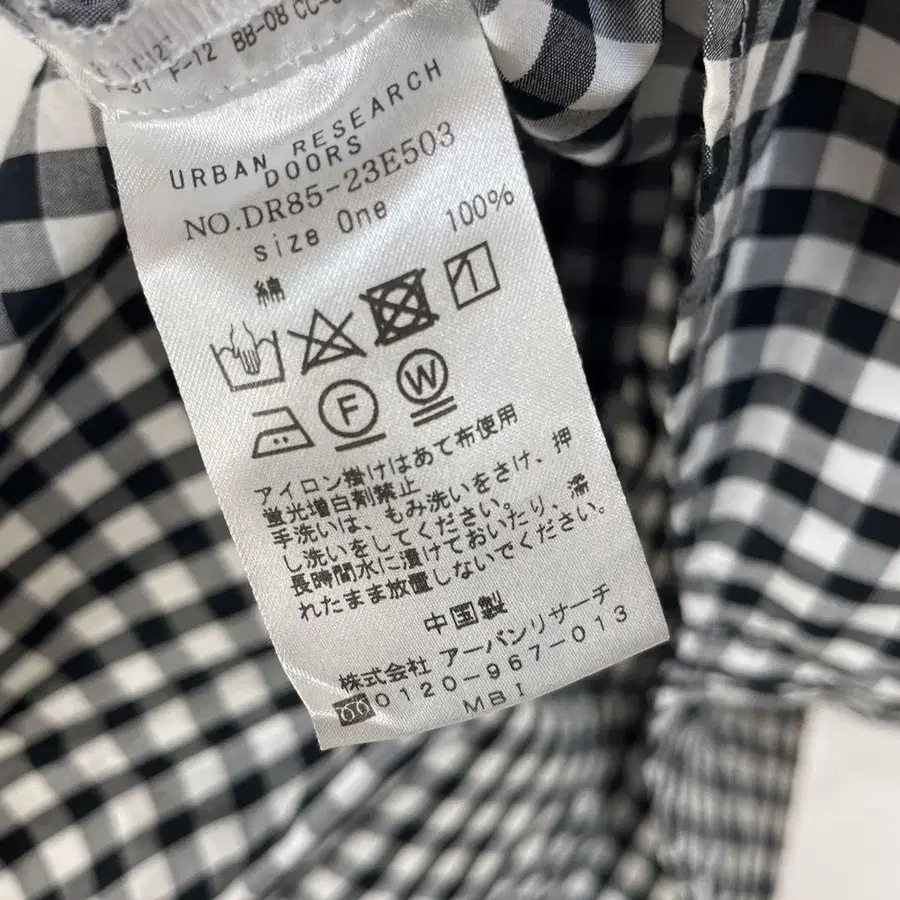 F-12 BB-08
URBAN RESEARCH
DOORS
NO.DR85-23E503
size One
綿 100%
F W
アイロン掛けはあて布使用
蛍光増白剤禁止
手洗いは、もみ洗いをさけ、押
し洗いをしてください。
長時間水に漬けておいたり、濡
れたまま放置しないでください。
中国製
株式会社 アーバンリサーチ
0120-967-013
MBI